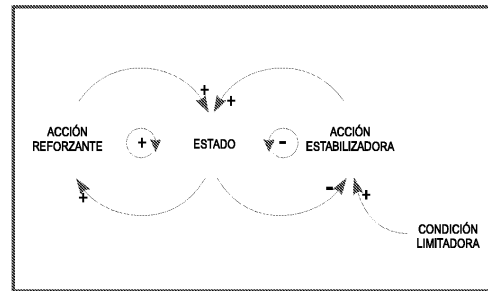 +
+
ACCIÓN
REFORZANTE
+
ESTADO
-
ACCIÓN
ESTABILIZADORA
+
-
+
CONDICIÓN
LIMITADORA